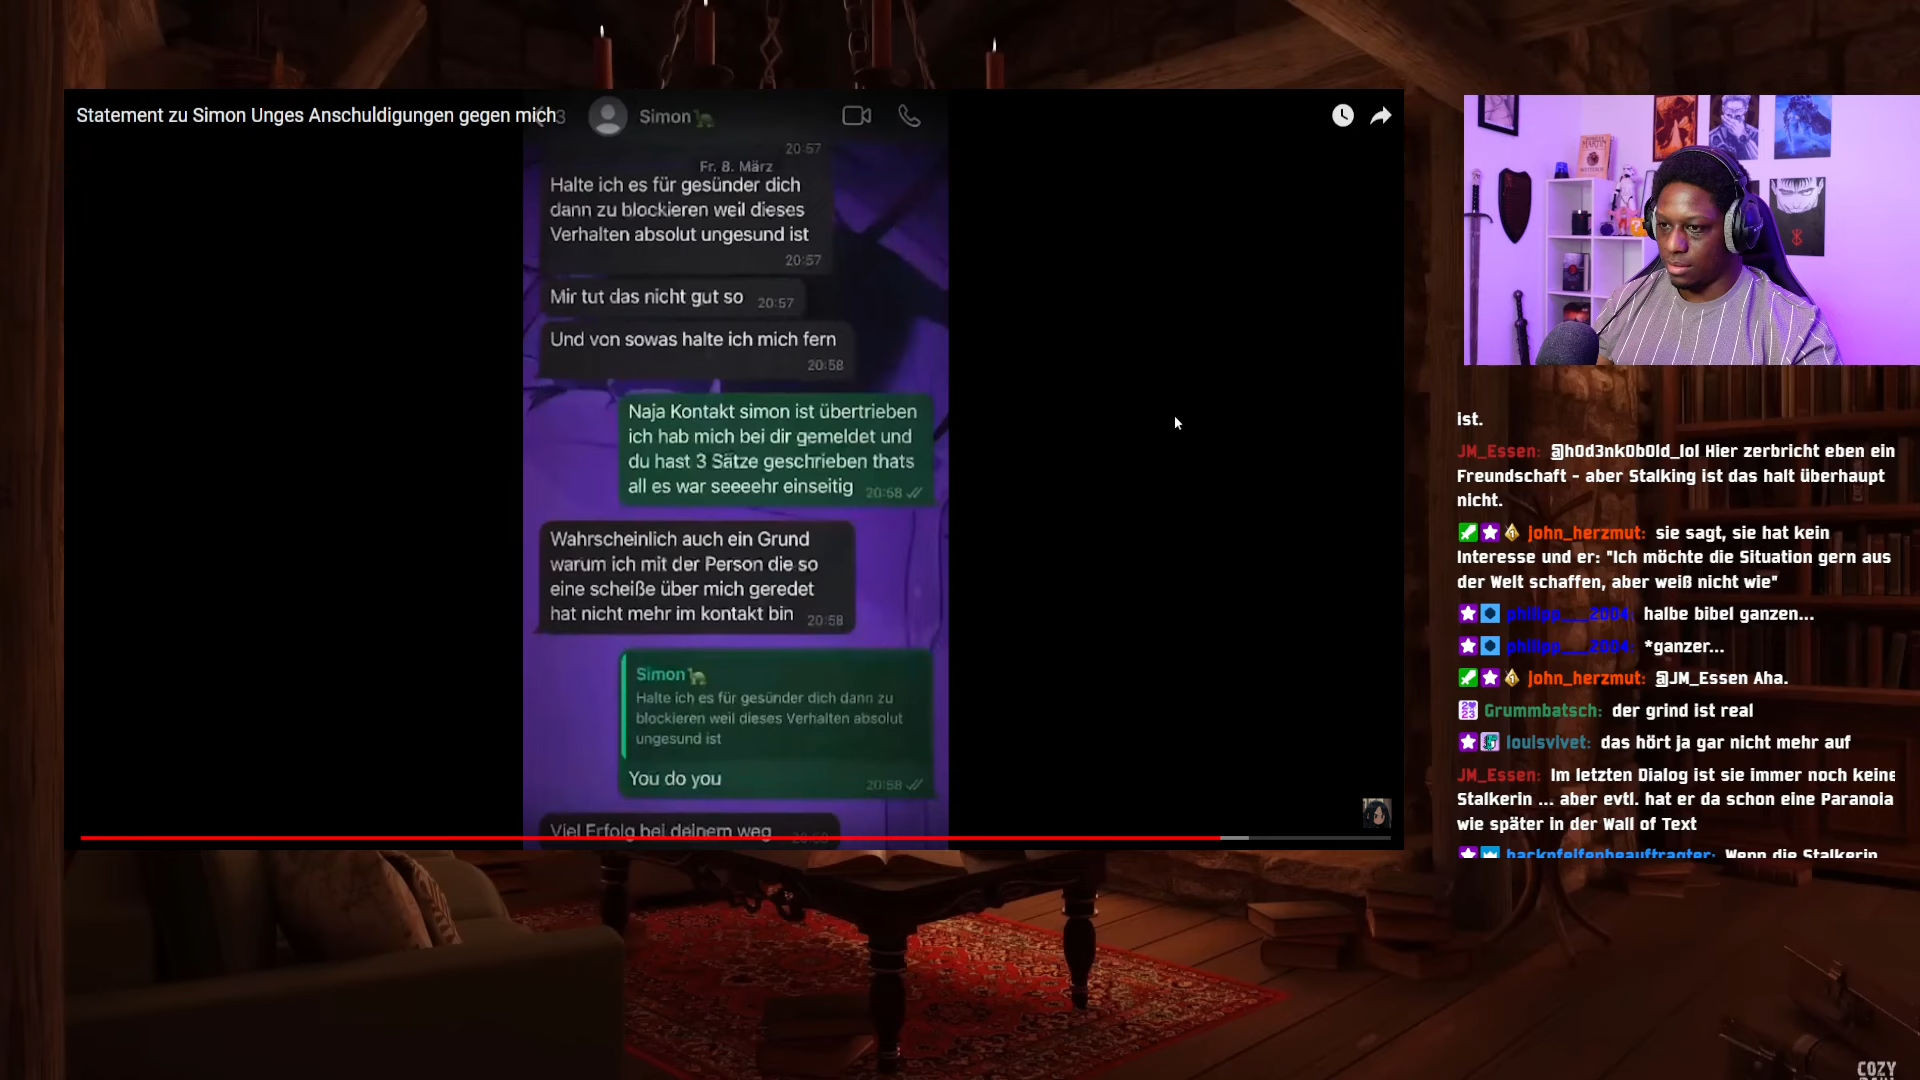 Statement zu Simon Unges Anschuldigungen gegen mich
3
Simon
20:57
Fr. 8. März
Halte ich es für gesünder dich
dann zu blockieren weil dieses
Verhalten absolut ungesund ist
20:57
Mir tut das nicht gut so 20:57
Und von sowas halte ich mich fern
20:58
Naja Kontakt simon ist übertrieben
ich hab mich bei dir gemeldet und
du hast 3 Sätze geschrieben thats
all es war seeeehr einseitig 20:58
Wahrscheinlich auch ein Grund
warum ich mit der Person die so
eine scheiße über mich geredet
hat nicht mehr im kontakt bin 20:58
Simon
Halte ich es für gesünder dich dann zu
blockieren weil dieses Verhalten absolut
ungesund ist
You do you 20:58
Viel Erfolg bei deinem weg
MARTIN
ist.
JM_Essen: @h0d3nk0b0ld_lol Hier zerbricht eben ein
Freundschaft - aber Stalking ist das halt überhaupt
nicht.
john_herzmut: sie sagt, sie hat kein
Interesse und er: "Ich möchte die Situation gern aus
der Welt schaffen, aber weiß nicht wie"
philipp__2004: halbe bibel ganzen...
philipp__2004: *ganzer...
john_herzmut: @JM_Essen Aha.
Grummbatsch: der grind ist real
louisvivet: das hört ja gar nicht mehr auf
JM_Essen: Im letzten Dialog ist sie immer noch keine
Stalkerin ... aber evtl. hat er da schon eine Paranoia
wie später in der Wall of Text
backpfeifenbeauftragter: Wenn die Stalkerin
COZY